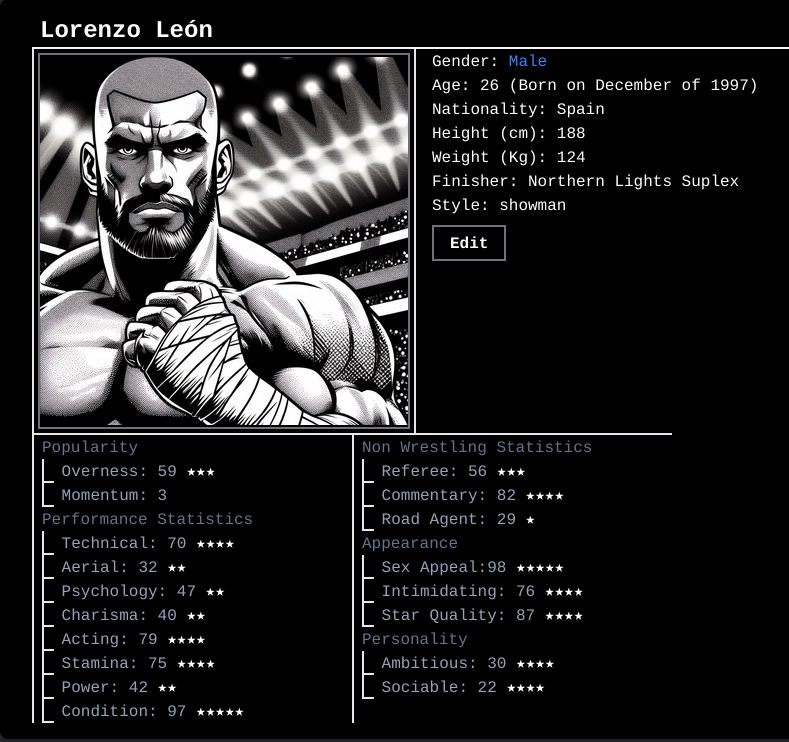 Lorenzo León
Gender: Male
Age: 26 (Born on December of 1997)
Nationality: Spain
Height (cm): 188
Weight (Kg): 124
Finisher: Northern Lights Suplex
Style: showman
Edit
Popularity
Overness: 59 ★★★
Momentum: 3
Performance Statistics
Technical: 70 ★★★★
Aerial: 32 ★★
Psychology: 47 ★★
Charisma: 40 ★★
Acting: 79 ★★★★
Stamina: 75 ★★★★
Power: 42 ★★
Condition: 97 ★★★★★
Non Wrestling Statistics
Referee: 56 ★★★
Commentary: 82 ★★★★
Road Agent: 29 ★
Appearance
Sex Appeal:98 ★★★★★
Intimidating: 76 ★★★★
Star Quality: 87 ★★★★
Personality
Ambitious: 30 ★★★★
Sociable: 22 ★★★★